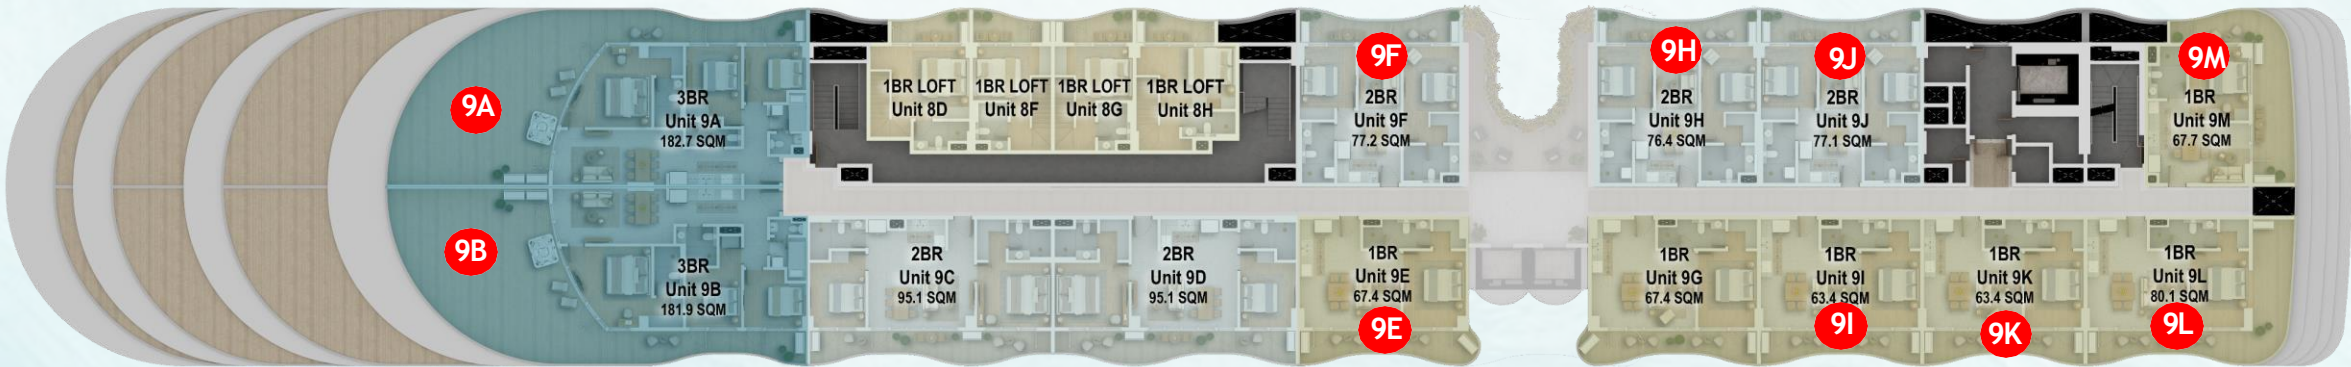 9A
3BR
Unit 9A
182.7 SQM
1BR LOFT
Unit 8D
1BR LOFT
Unit 8F
1BR LOFT
Unit 8G
1BR LOFT
Unit 8H
9F
2BR
Unit 9F
77.2 SQM
9H
2BR
Unit 9H
76.4 SQM
9J
2BR
Unit 9J
77.1 SQM
9M
1BR
Unit 9M
67.7 SQM
9B
3BR
Unit 9B
181.9 SQM
2BR
Unit 9C
95.1 SQM
2BR
Unit 9D
95.1 SQM
1BR
Unit 9E
67.4 SQM
9E
1BR
Unit 9G
67.4 SQM
1BR
Unit 9I
63.4 SQM
9I
1BR
Unit 9K
63.4 SQM
9K
1BR
Unit 9L
80.1 SQM
9L